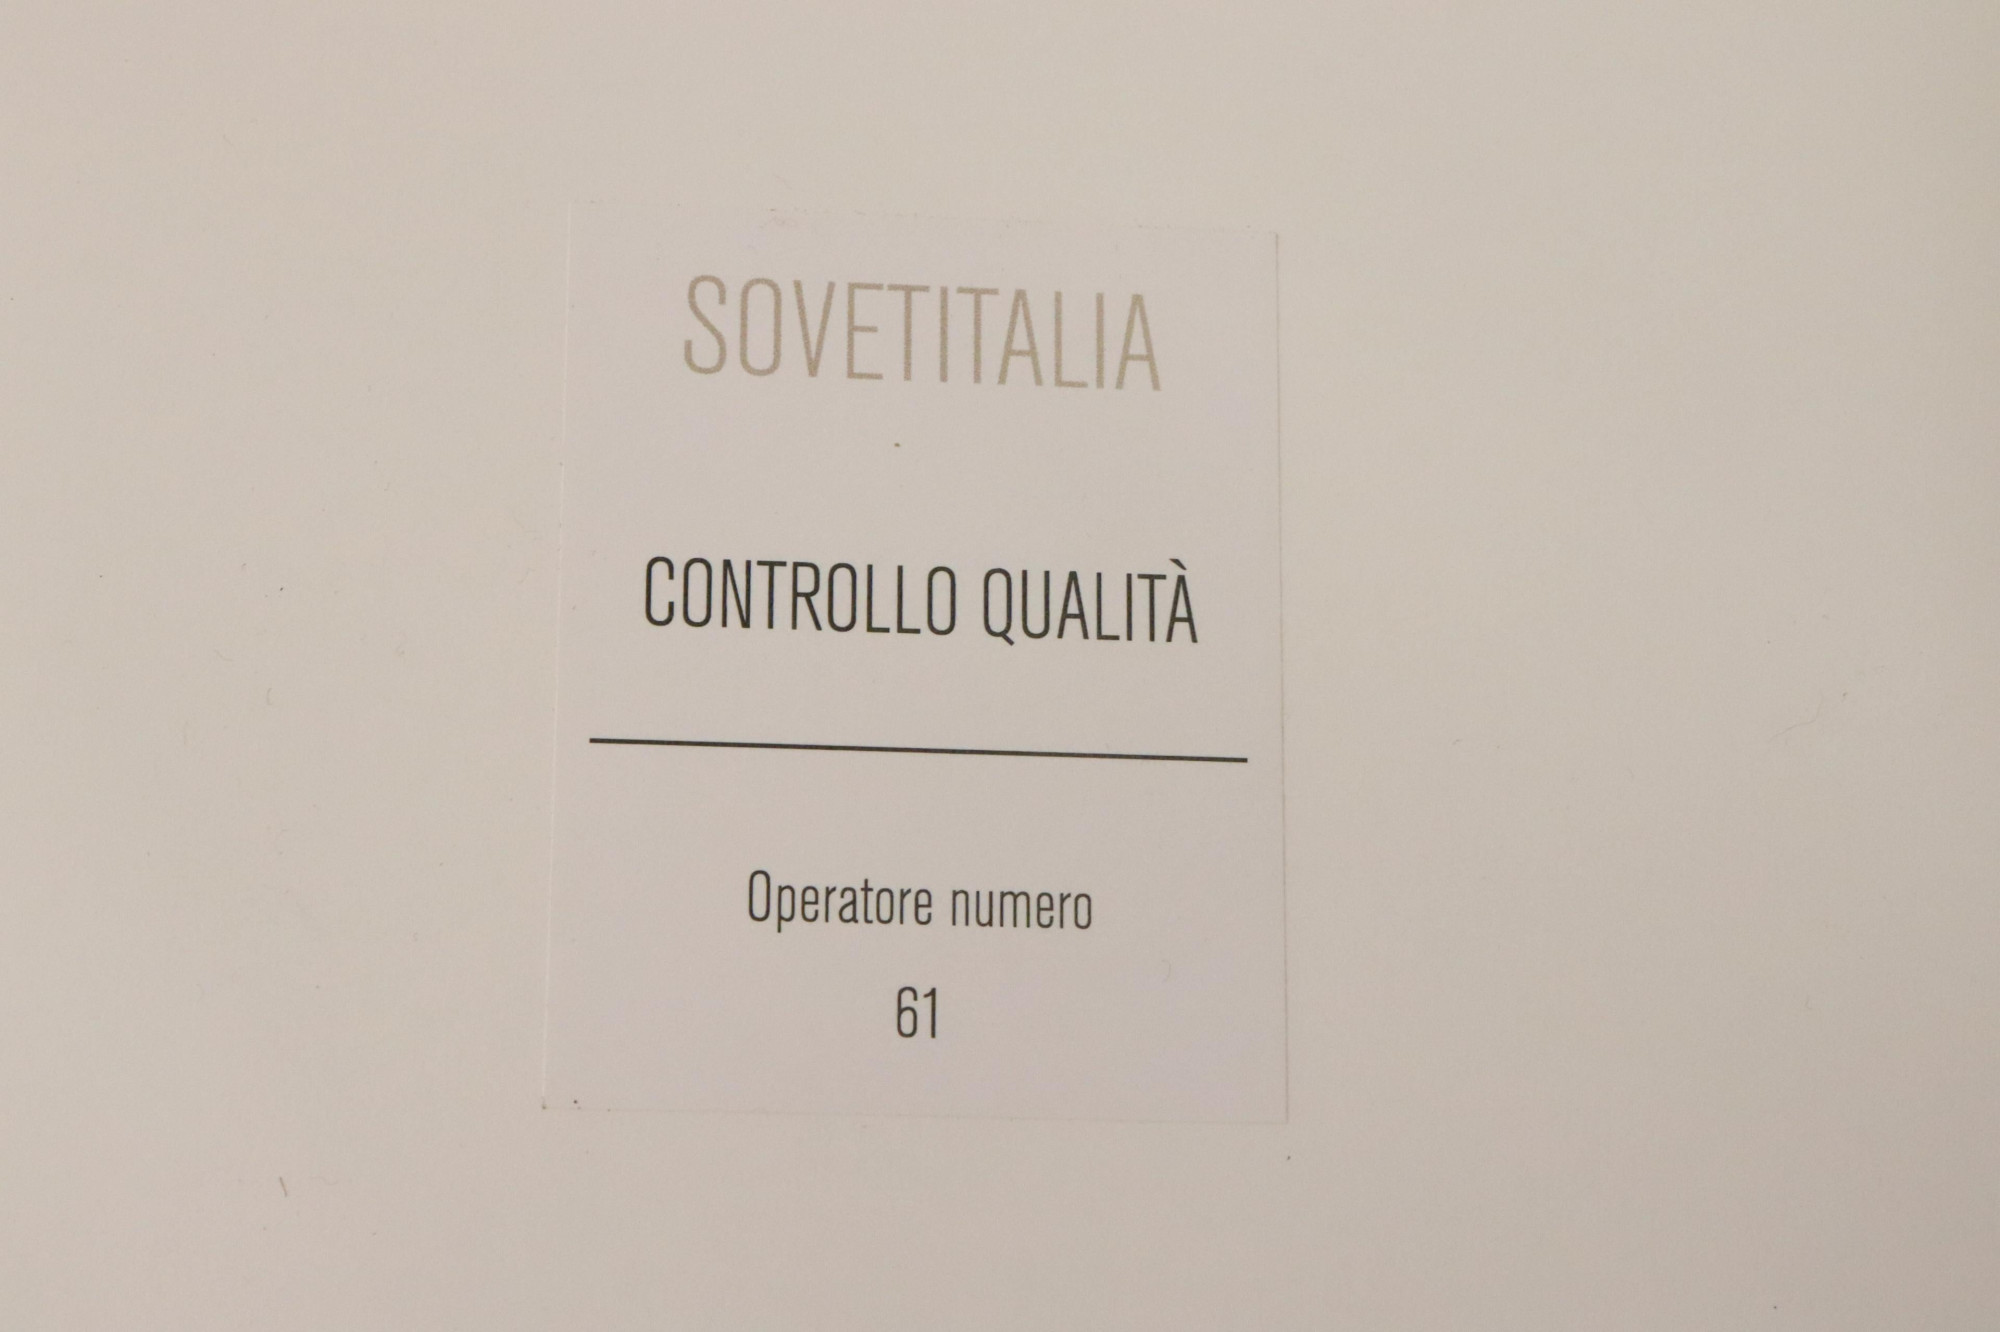 SOVETITALIA
CONTROLLO QUALITÀ
Operatore numero
61